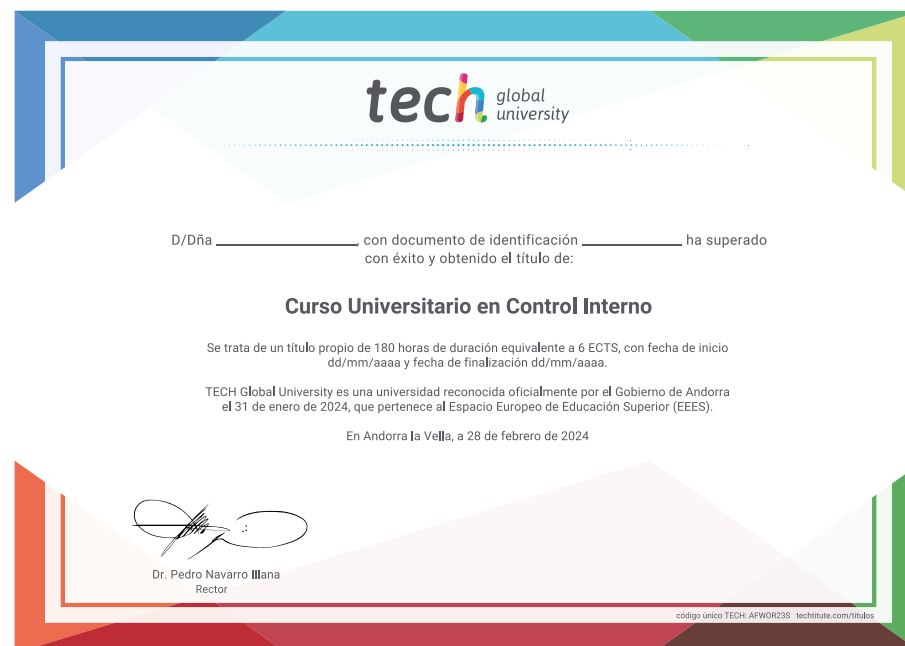 tech global university
D/Dña ____________________, con documento de identificación ______________ ha superado
con éxito y obtenido el título de:
Curso Universitario en Control Interno
Se trata de un título propio de 180 horas de duración equivalente a 6 ECTS, con fecha de inicio
dd/mm/aaaa y fecha de finalización dd/mm/aaaa.
TECH Global University es una universidad reconocida oficialmente por el Gobierno de Andorra
el 31 de enero de 2024, que pertenece al Espacio Europeo de Educación Superior (EEES).
En Andorra la Vella, a 28 de febrero de 2024
Dr. Pedro Navarro Illana
Rector
código único TECH: AFWOR23S techtitute.com/titulos